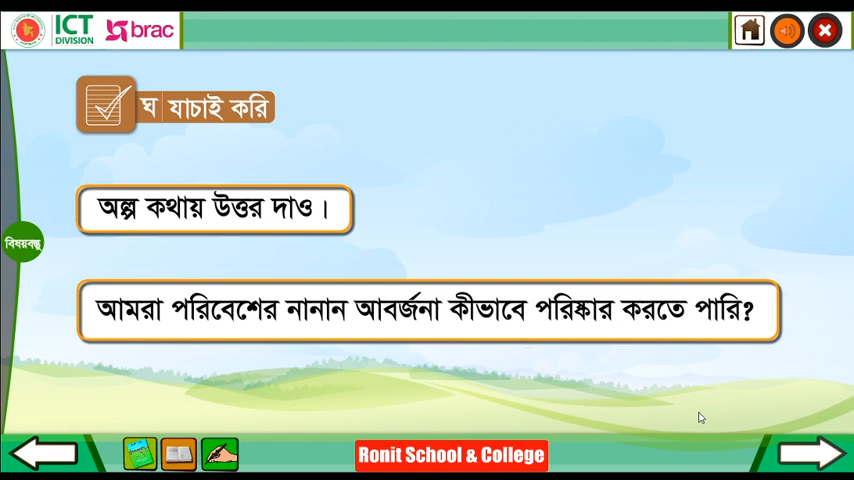 ICT
DIVISION
brac
ঘ যাচাই করি
অল্প কথায় উত্তর দাও।
বিষয়বস্তু
আমরা পরিবেশের নানান আবর্জনা কীভাবে পরিষ্কার করতে পারি?
Ronit School & College